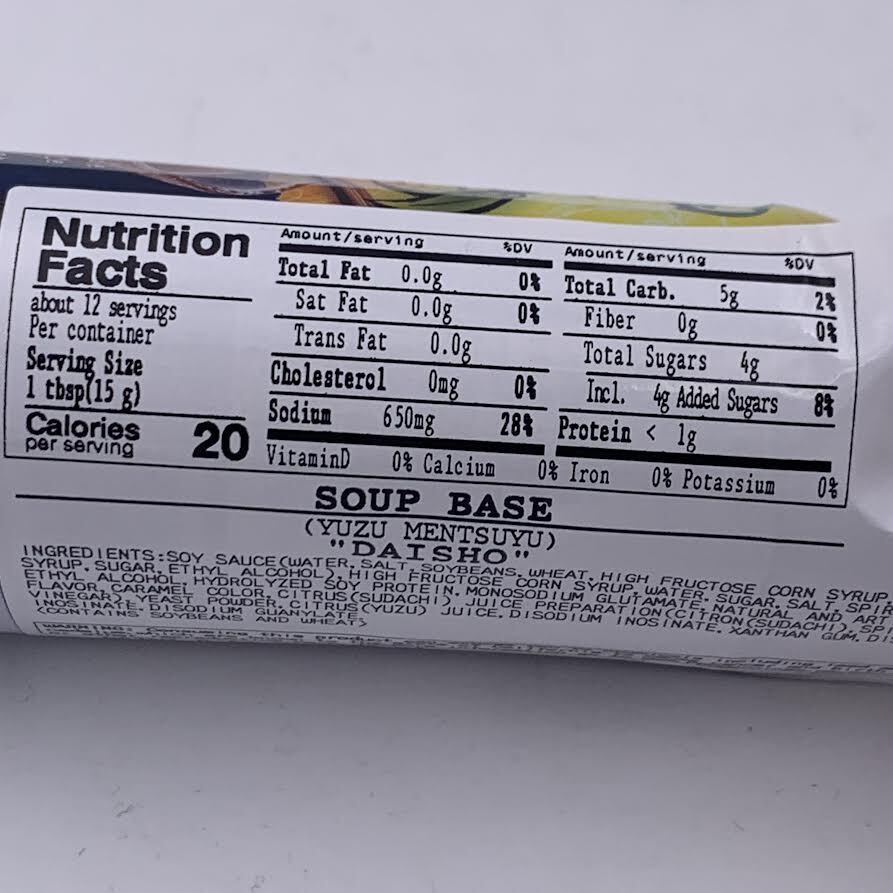 Nutrition
Facts
about 12 servings
Per container
Serving Size
1 tbsp(15 g)
Calories
per serving 20
Amount/serving %DV
Total Fat 0.0g 0%
Sat Fat 0.0g 0%
Trans Fat 0.0g
Cholesterol 0mg 0%
Sodium 650mg 28%
Amount/serving %DV
Total Carb. 5g 2%
Fiber 0g 0%
Total Sugars 4g
Incl. 4g Added Sugars 8%
Protein < 1g
VitaminD 0% Calcium 0% Iron 0% Potassium 0%
SOUP BASE
(YUZU MENTSUYU)
"DAISHO"
INGREDIENTS:SOY SAUCE(WATER, SALT, SOYBEANS, WHEAT, HIGH FRUCTOSE CORN SYRUP,
SYRUP, SUGAR, ETHYL ALCOHOL), HIGH FRUCTOSE CORN SYRUP, WATER, SUGAR, SALT,
ETHYL ALCOHOL, HYDROLYZED SOY PROTEIN, MONOSODIUM GLUTAMATE, NATURAL AND
FLAVOR, CARAMEL COLOR, CITRUS(SUDACHI) JUICE PREPARATION(CITRON(SUDACHI),
VINEGAR), YEAST POWDER, CITRUS(YUZU) JUICE, DISODIUM INOSINATE, XANTHAN GUM,
INOSINATE, DISODIUM GUANYLATE
(CONTAINS SOYBEANS AND WHEAT)